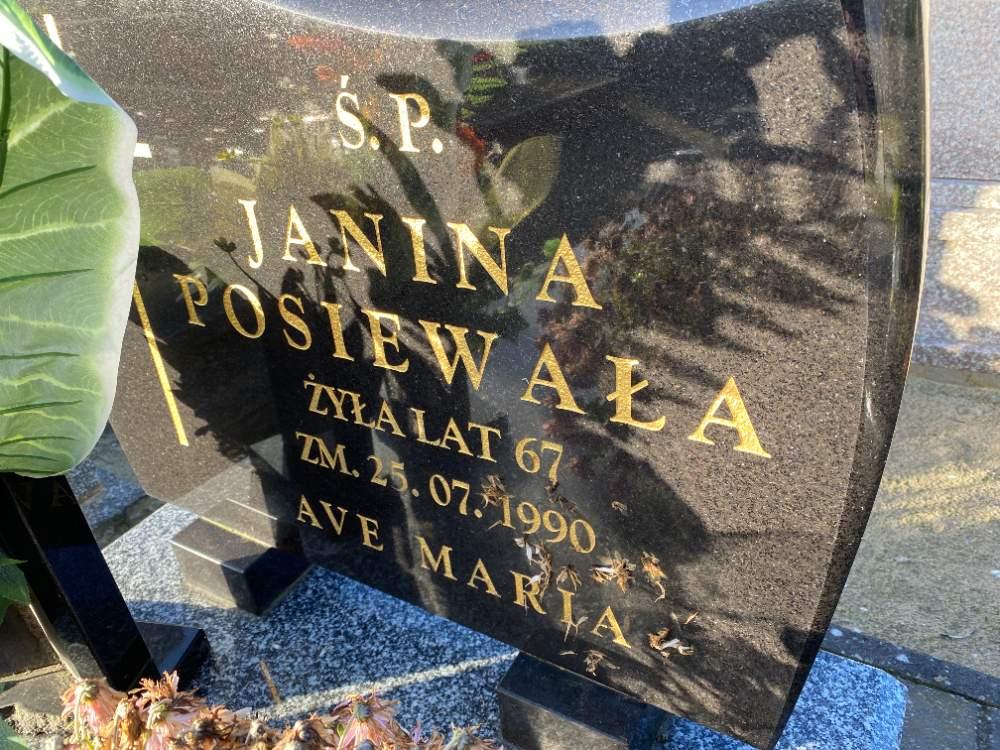 Ś.P.
JANINA
POSIEWAŁA
ŻYŁA LAT 67
ZM. 25.07.1990
AVE MARIA